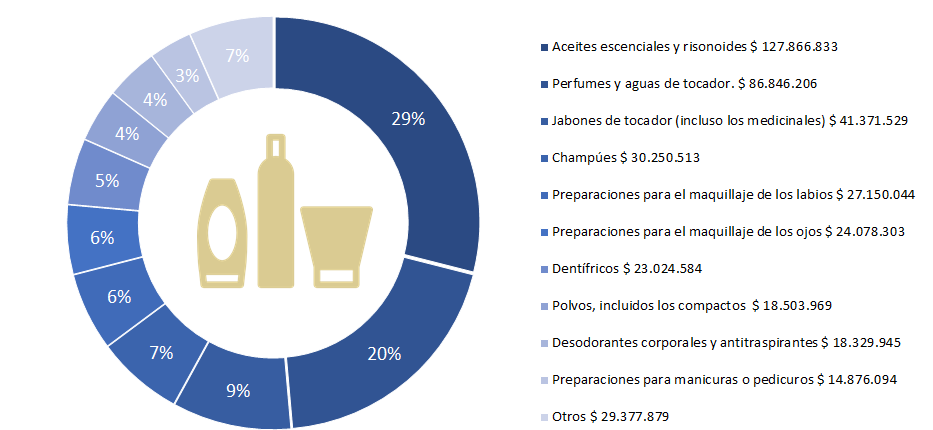 29%
20%
9%
7%
6%
6%
5%
4%
4%
3%
7%
Aceites escenciales y risonoides $ 127.866.833
Perfumes y aguas de tocador. $ 86.846.206
Jabones de tocador (incluso los medicinales) $ 41.371.529
Champúes $ 30.250.513
Preparaciones para el maquillaje de los labios $ 27.150.044
Preparaciones para el maquillaje de los ojos $ 24.078.303
Dentífricos $ 23.024.584
Polvos, incluidos los compactos $ 18.503.969
Desodorantes corporales y antitraspirantes $ 18.329.945
Preparaciones para manicuras o pedicuros $ 14.876.094
Otros $ 29.377.879